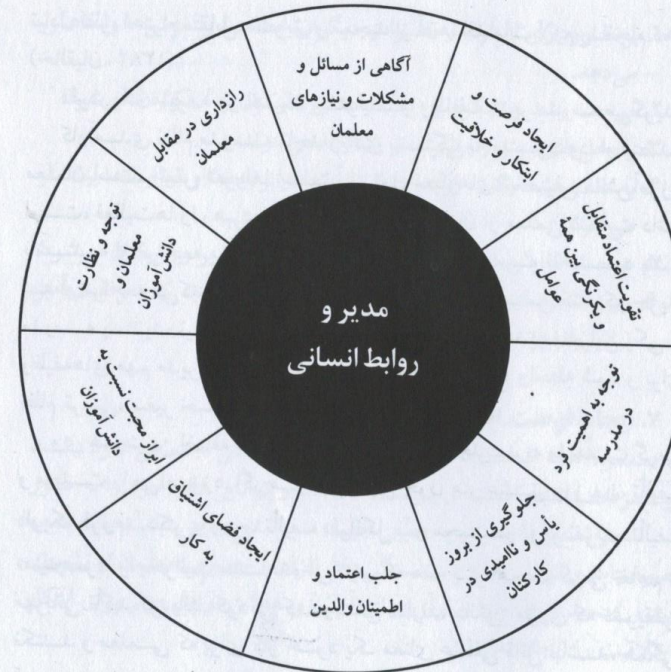 مدیر و
روابط انسانی
آگاهی از مسائل و
مشکلات و نیازهای
معلمان
ایجاد فرصت و
ابتکار و خلاقیت
تقویت اعتماد متقابل
و یکرنگی بین همهٔ
عوامل
توجه به اهمیت فرد
در مدرسه
جلوگیری از بروز
یأس و ناامیدی در
کارکنان
جلب اعتماد و
اطمینان والدین
ایجاد فضای اشتیاق
به کار
ابراز محبت نسبت به
دانش آموزان
توجه و نظارت
معلمان و
دانش آموزان
رازداری در مقابل
معلمان